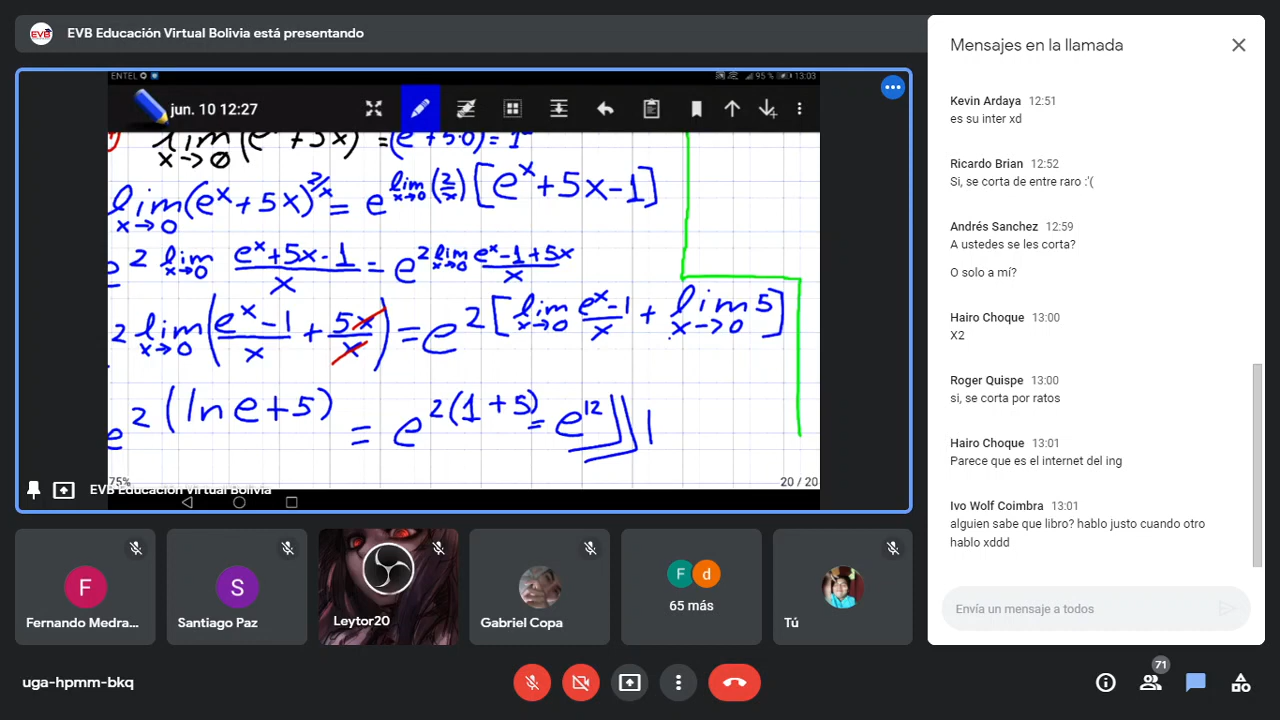 EVB Educación Virtual Bolivia está presentando
ENTEL 95 % 13:03
jun. 10 12:27
lim x→0 (e^x + 5x) = (e^0 + 5·0) = 1^∞
lim x→0 (e^x + 5x)^(2/x) = e^(lim x→0 (2/x) [e^x + 5x - 1])
e^(2 lim x→0 (e^x + 5x - 1)/x) = e^(2 lim x→0 (e^x - 1 + 5x)/x)
2 lim x→0 ((e^x - 1)/x + 5x/x) = e^(2 [lim x→0 (e^x - 1)/x + lim x→0 5])
e^(2 (ln e + 5)) = e^(2(1 + 5)) = e^12
75%
20 / 20
EVB Educación Virtual Bolivia
F
Fernando Medra...
S
Santiago Paz
Leytor20
Gabriel Copa
F d
65 más
Tú
uga-hpmm-bkq
71
Mensajes en la llamada
Kevin Ardaya 12:51
es su inter xd
Ricardo Brian 12:52
Si, se corta de entre raro :'(
Andrés Sanchez 12:59
A ustedes se les corta?
O solo a mí?
Hairo Choque 13:00
X2
Roger Quispe 13:00
si, se corta por ratos
Hairo Choque 13:01
Parece que es el internet del ing
Ivo Wolf Coimbra 13:01
alguien sabe que libro? hablo justo cuando otro
hablo xddd
Envía un mensaje a todos